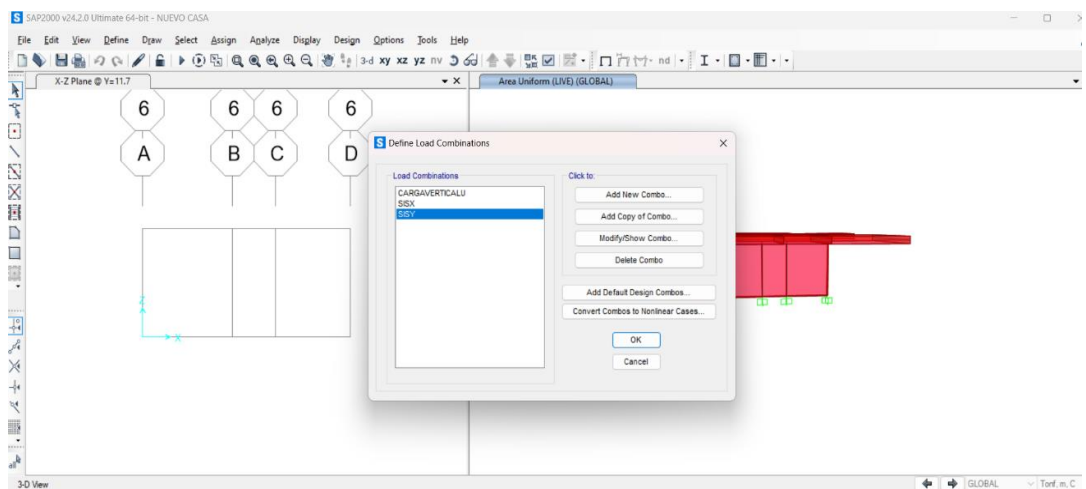 SAP2000 v24.2.0 Ultimate 64-bit - NUEVO CASA
File Edit View Define Draw Select Assign Analyze Display Design Options Tools Help
3-d xy xz yz nv
nd
X-Z Plane @ Y=11.7
Area Uniform (LIVE) (GLOBAL)
6 6 6 6
A B C D
Z
X
Define Load Combinations
Load Combinations
CARGAVERTICALU
SISX
SISY
Click to:
Add New Combo...
Add Copy of Combo...
Modify/Show Combo...
Delete Combo
Add Default Design Combos...
Convert Combos to Nonlinear Cases...
OK
Cancel
3-D View
GLOBAL
Tonf, m, C